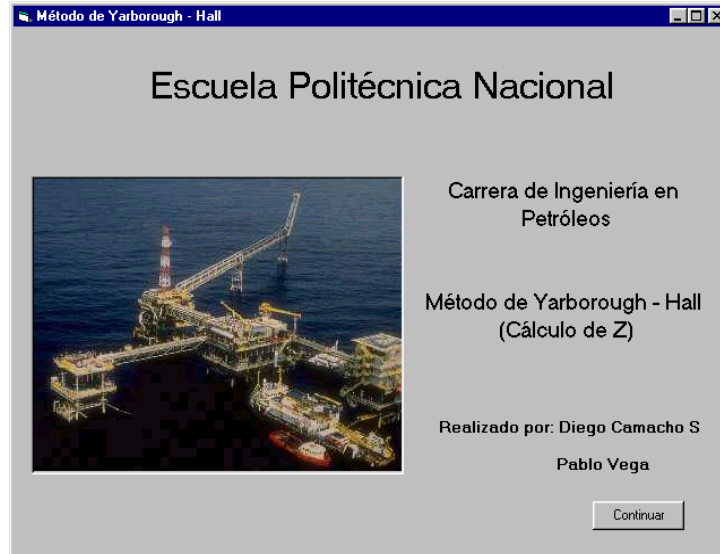 Método de Yarborough - Hall
Escuela Politécnica Nacional
Carrera de Ingeniería en
Petróleos
Método de Yarborough - Hall
(Cálculo de Z)
Realizado por: Diego Camacho S
Pablo Vega
Continuar